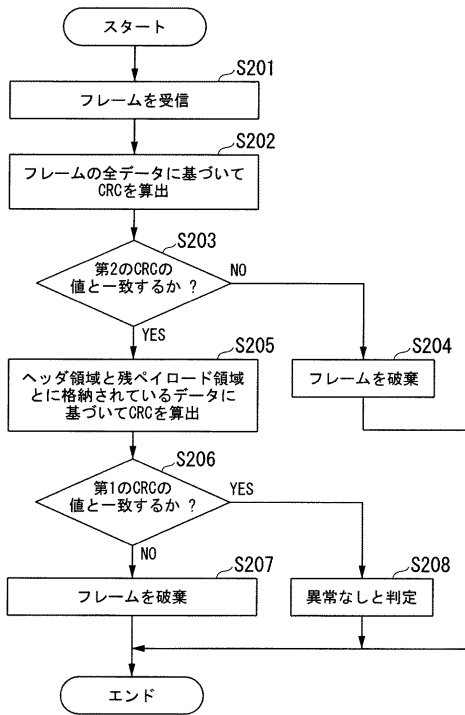 スタート
S201
フレームを受信
S202
フレームの全データに基づいて
CRCを算出
S203
第2のCRCの
値と一致するか ?
NO
YES
S205
ヘッダ領域と残ペイロード領域
とに格納されているデータに
基づいてCRCを算出
S204
フレームを破棄
S206
第1のCRCの
値と一致するか ?
YES
NO
S207
フレームを破棄
S208
異常なしと判定
エンド